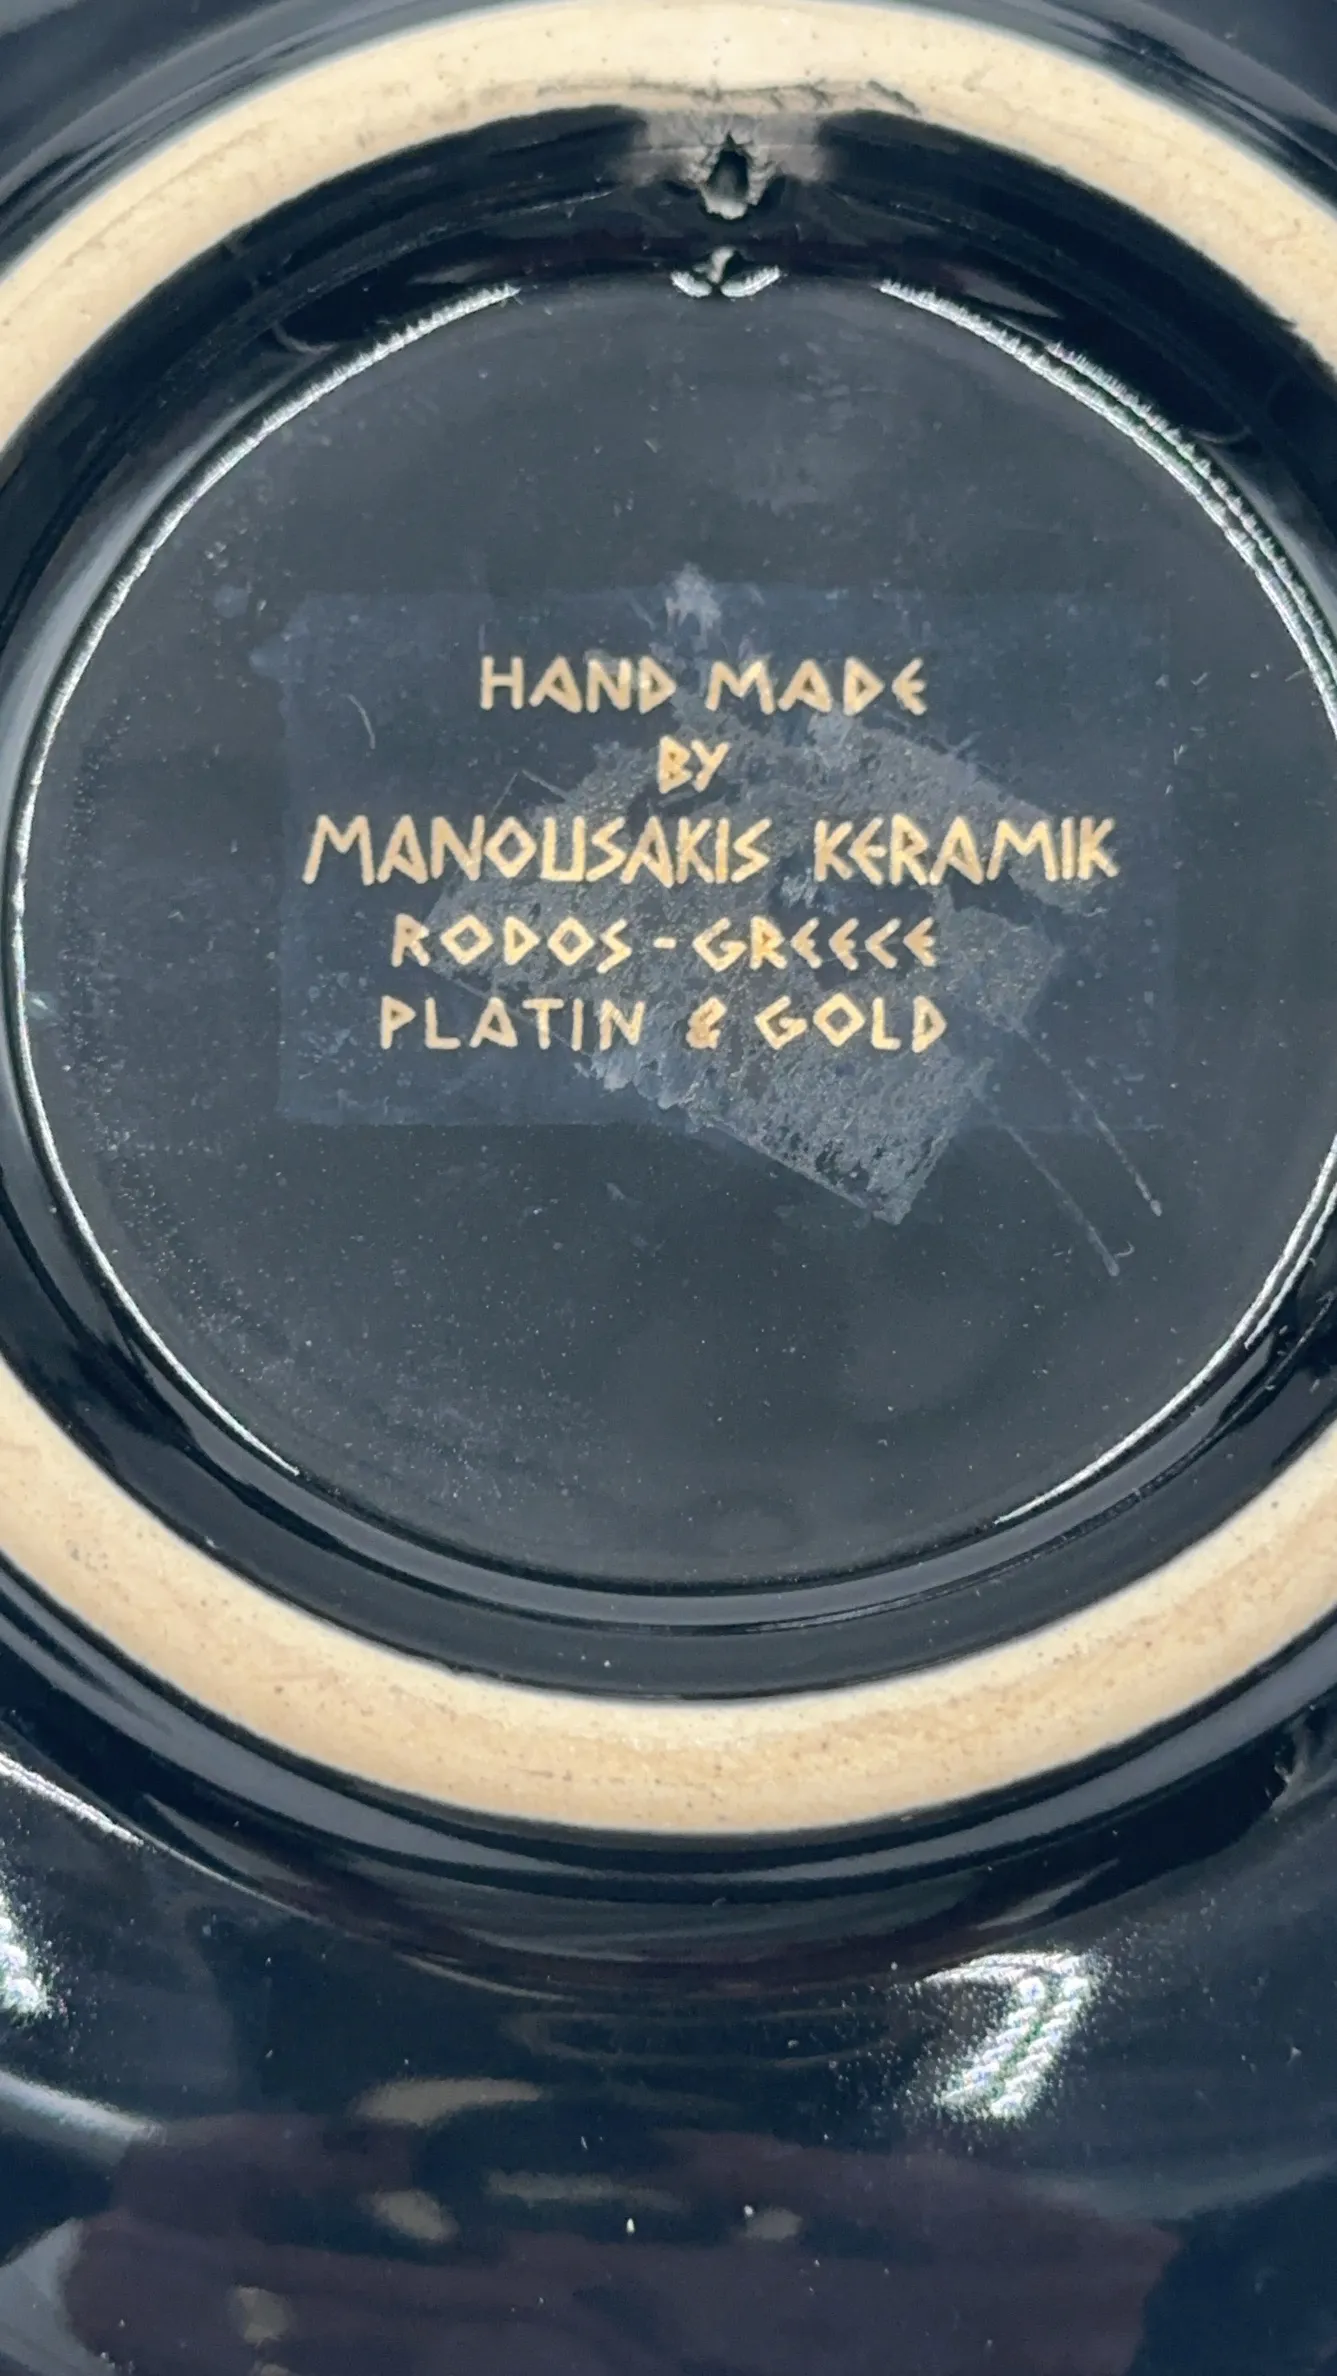 HAND MADE
BY
MANOUSAKIS KERAMIK
RODOS - GREECE
PLATIN & GOLD